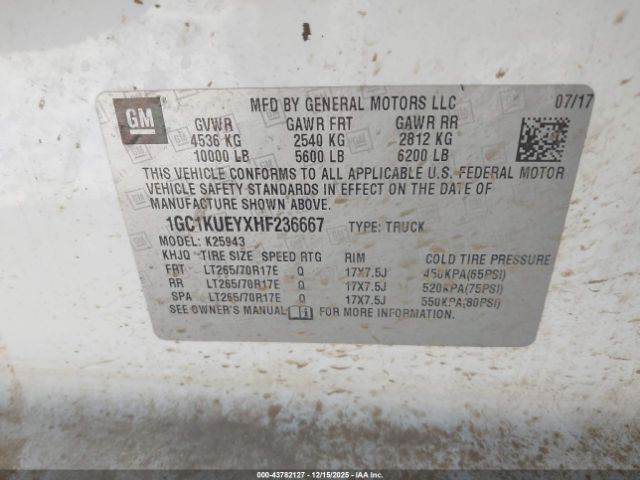 MFD BY GENERAL MOTORS LLC 07/17
GM
GVWR GAWR FRT GAWR RR
4536 KG 2540 KG 2812 KG
10000 LB 5600 LB 6200 LB
THIS VEHICLE CONFORMS TO ALL APPLICABLE U.S. FEDERAL MOTOR
VEHICLE SAFETY STANDARDS IN EFFECT ON THE DATE OF
MANUFACTURE SHOWN ABOVE.
1GC1KUEYXHF236667 TYPE: TRUCK
MODEL: K25943
KHJQ TIRE SIZE SPEED RTG RIM COLD TIRE PRESSURE
FRT LT265/70R17E Q 17X7.5J 450KPA(65PSI)
RR LT265/70R17E Q 17X7.5J 520KPA(75PSI)
SPA LT265/70R17E Q 17X7.5J 550KPA(80PSI)
SEE OWNER'S MANUAL FOR MORE INFORMATION.
000-43782127 - 12/15/2025 - IAAI.COM